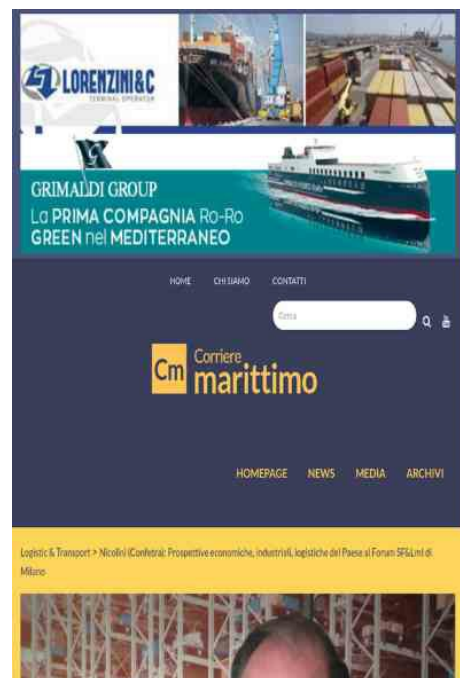 LORENZINI&C
TERMINAL OPERATOR
GRIMALDI GROUP
La PRIMA COMPAGNIA Ro-Ro
GREEN nel MEDITERRANEO
HOME CHI SIAMO CONTATTI
Cerca
Cm Corriere
marittimo
HOMEPAGE NEWS MEDIA ARCHIVI
Logistic & Transport > Nicolini (Confetra): Prospettive economiche, industriali, logistiche del Paese al Forum SF&Lml di
Milano